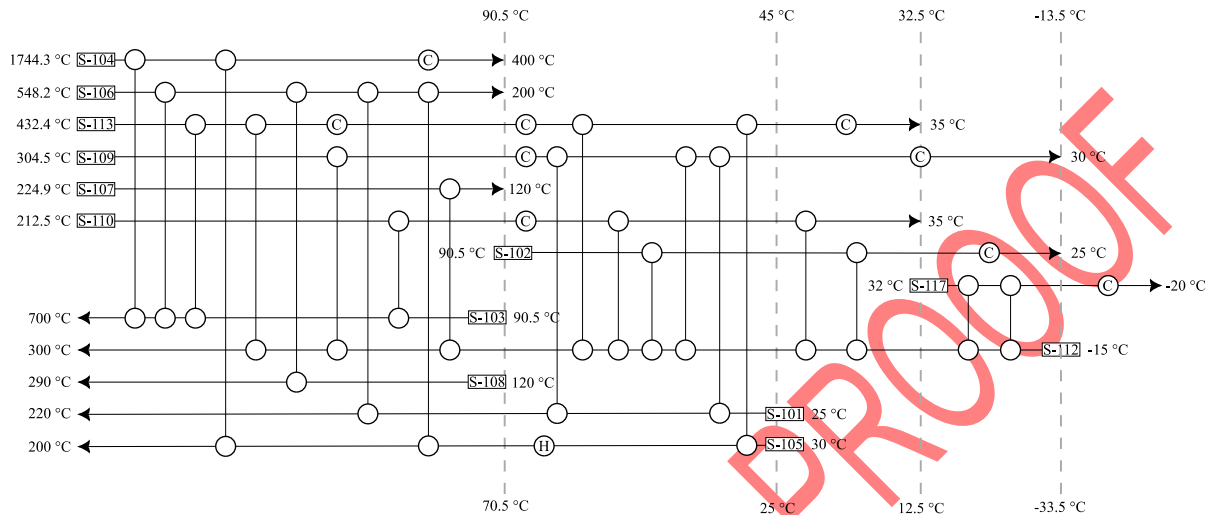 90.5 °C 45 °C 32.5 °C -13.5 °C
1744.3 °C S-104 C 400 °C
548.2 °C S-106 200 °C
432.4 °C S-113 C C C 35 °C
304.5 °C S-109 C C 30 °C
224.9 °C S-107 120 °C
212.5 °C S-110 C 35 °C
90.5 °C S-102 C 25 °C
32 °C S-117 C -20 °C
700 °C S-103 90.5 °C
300 °C S-112 -15 °C
290 °C S-108 120 °C
220 °C S-101 25 °C
200 °C H S-105 30 °C
70.5 °C 25 °C 12.5 °C -33.5 °C
PROOF